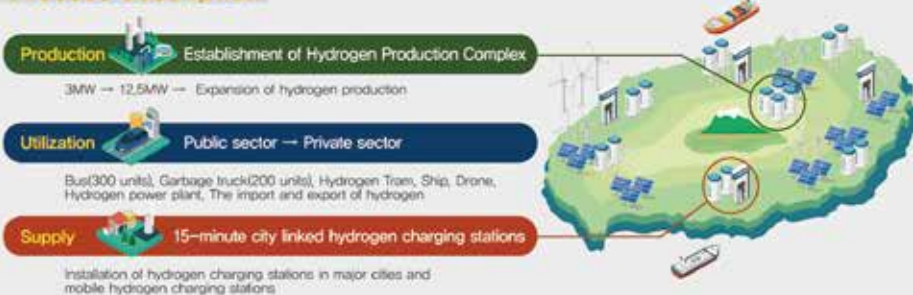 Production Establishment of Hydrogen Production Complex
3MW → 12.5MW → Expansion of hydrogen production
Utilization Public sector → Private sector
Bus(300 units), Garbage truck(200 units), Hydrogen Tram, Ship, Drone,
Hydrogen power plant, The import and export of hydrogen
Supply 15-minute city linked hydrogen charging stations
Installation of hydrogen charging stations in major cities and
mobile hydrogen charging stations